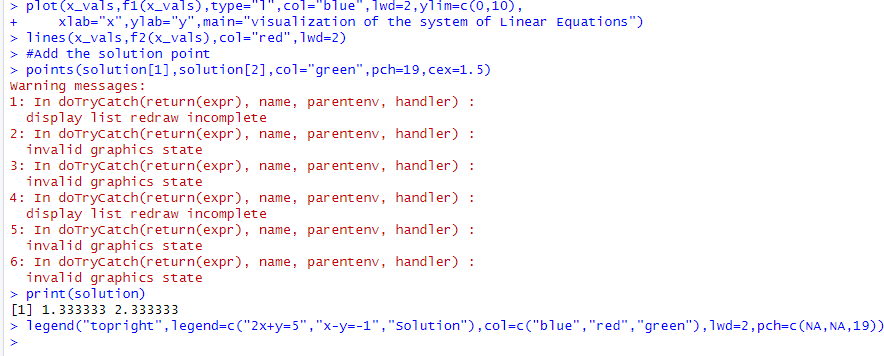 > plot(x_vals,f1(x_vals),type="l",col="blue",lwd=2,ylim=c(0,10),
+     xlab="x",ylab="y",main="visualization of the system of Linear Equations")
> lines(x_vals,f2(x_vals),col="red",lwd=2)
> #Add the solution point
> points(solution[1],solution[2],col="green",pch=19,cex=1.5)
Warning messages:
1: In doTryCatch(return(expr), name, parentenv, handler) :
  display list redraw incomplete
2: In doTryCatch(return(expr), name, parentenv, handler) :
  invalid graphics state
3: In doTryCatch(return(expr), name, parentenv, handler) :
  invalid graphics state
4: In doTryCatch(return(expr), name, parentenv, handler) :
  display list redraw incomplete
5: In doTryCatch(return(expr), name, parentenv, handler) :
  invalid graphics state
6: In doTryCatch(return(expr), name, parentenv, handler) :
  invalid graphics state
> print(solution)
[1] 1.333333 2.333333
> legend("topright",legend=c("2x+y=5","x-y=-1","Solution"),col=c("blue","red","green"),lwd=2,pch=c(NA,NA,19))
>